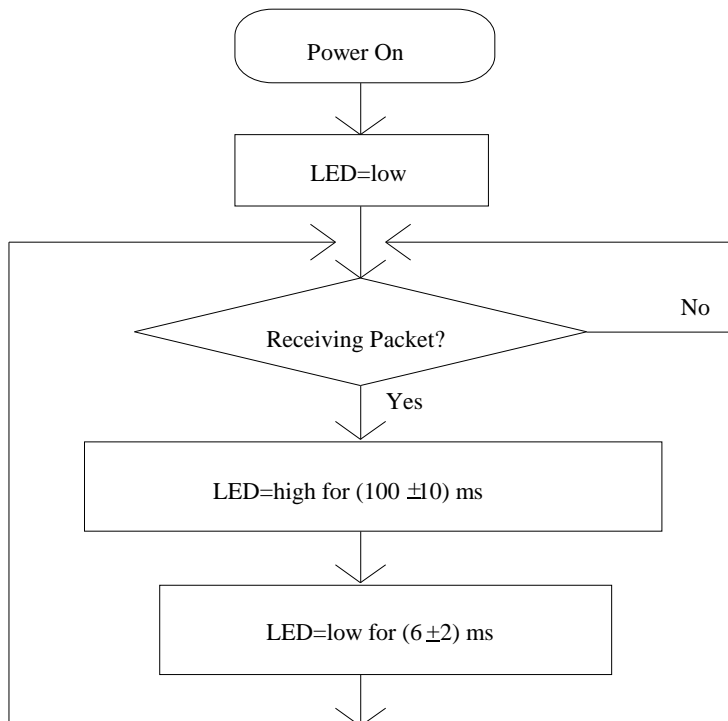 Power On
LED=low
Receiving Packet?
No
Yes
LED=high for (100 ±10) ms
LED=low for (6 ±2) ms